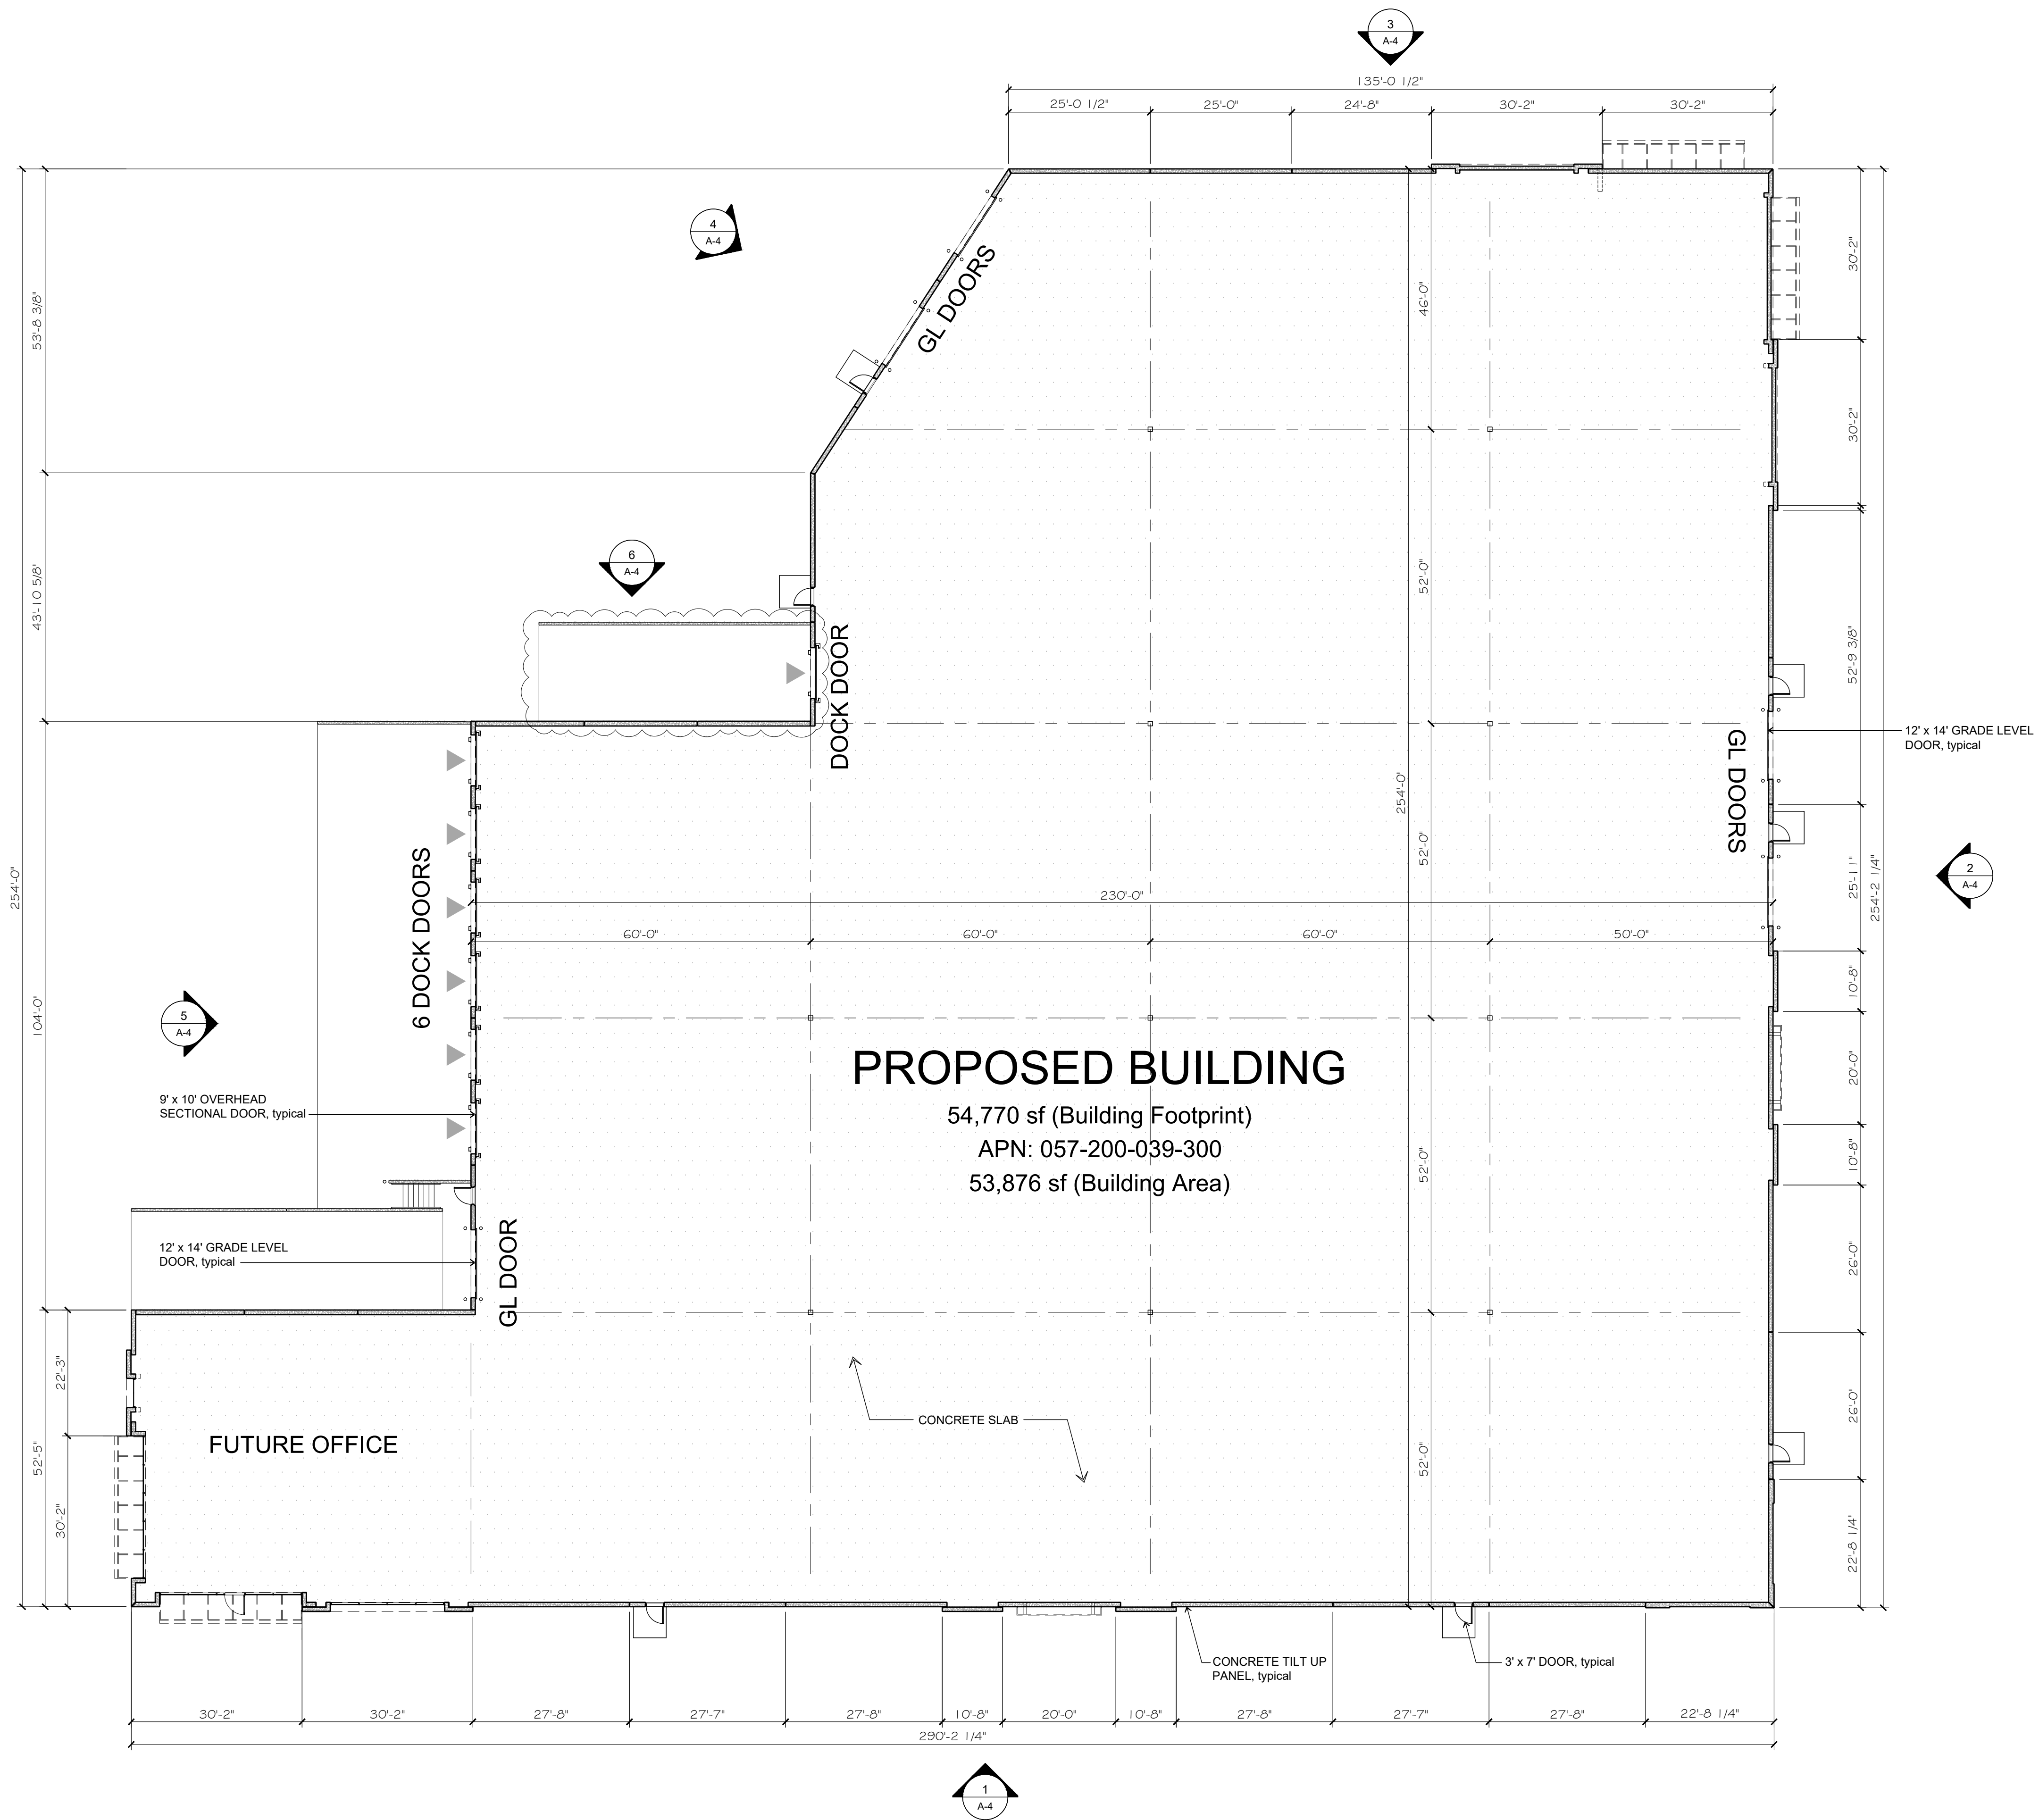 3
A-4
135'-0 1/2"
25'-0 1/2"
25'-0"
24'-8"
30'-2"
30'-2"
4
A-4
GL DOORS
53'-8 3/8"
46'-0"
30'-2"
30'-2"
6
A-4
43'-10 5/8"
52'-0"
DOCK DOOR
52'-9 3/8"
GL DOORS
12' x 14' GRADE LEVEL
DOOR, typical
254'-0"
254'-0"
52'-0"
25'-11"
254'-2 1/4"
2
A-4
6 DOCK DOORS
230'-0"
60'-0"
60'-0"
60'-0"
50'-0"
10'-8"
104'-0"
5
A-4
20'-0"
PROPOSED BUILDING
54,770 sf (Building Footprint)
APN: 057-200-039-300
53,876 sf (Building Area)
9' x 10' OVERHEAD
SECTIONAL DOOR, typical
52'-0"
10'-8"
12' x 14' GRADE LEVEL
DOOR, typical
GL DOOR
26'-0"
22'-3"
26'-0"
CONCRETE SLAB
FUTURE OFFICE
52'-5"
52'-0"
30'-2"
22'-8 1/4"
CONCRETE TILT UP
PANEL, typical
3' x 7' DOOR, typical
30'-2"
30'-2"
27'-8"
27'-7"
27'-8"
10'-8"
20'-0"
10'-8"
27'-8"
27'-7"
27'-8"
22'-8 1/4"
290'-2 1/4"
1
A-4